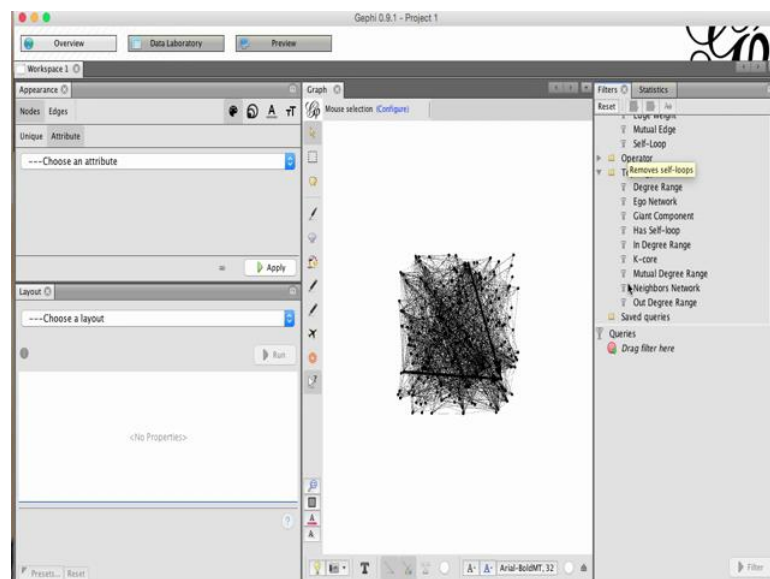 Gephi 0.9.1 - Project 1
Overview
Data Laboratory
Preview
Workspace 1
Appearance
Nodes Edges
Unique Attribute
---Choose an attribute
Apply
Layout
---Choose a layout
Run
<No Properties>
Presets... Reset
Graph
Mouse selection (Configure)
T A- A- Arial-BoldMT, 32
Filters Statistics
Reset
Edge Weight
Mutual Edge
Self-Loop
Operator
Removes self-loops
Degree Range
Ego Network
Giant Component
Has Self-loop
In Degree Range
K-core
Mutual Degree Range
Neighbors Network
Out Degree Range
Saved queries
Queries
Drag filter here
Filter